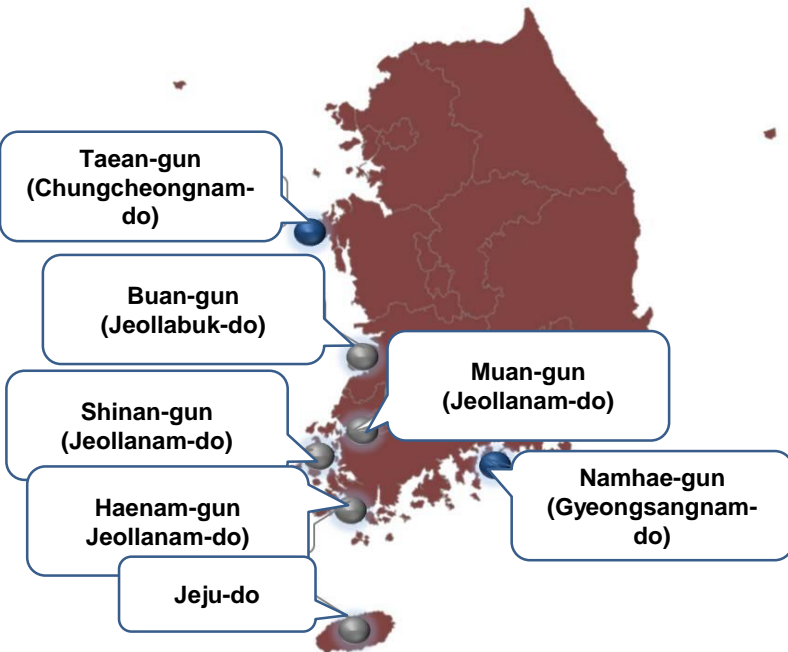 Taean-gun
(Chungcheongnam-
do)
Buan-gun
(Jeollabuk-do)
Muan-gun
(Jeollanam-do)
Shinan-gun
(Jeollanam-do)
Namhae-gun
(Gyeongsangnam-
do)
Haenam-gun
Jeollanam-do)
Jeju-do